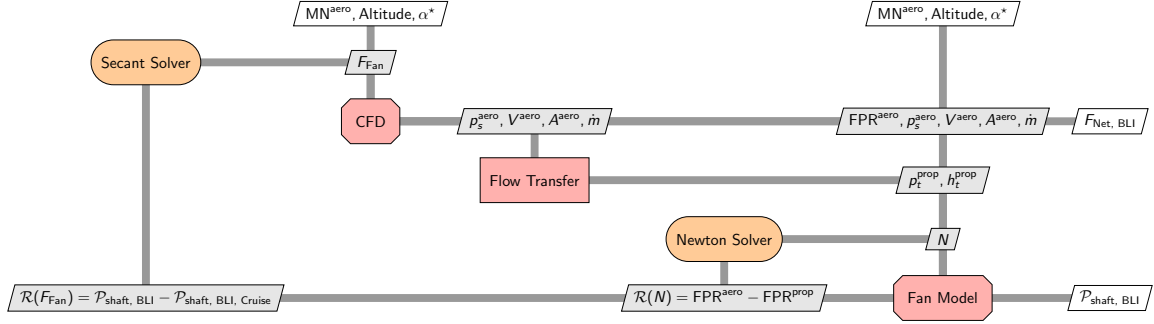 MN^aero, Altitude, α*
MN^aero, Altitude, α*
Secant Solver
F_Fan
CFD
p_s^aero, V^aero, A^aero, ṁ
FPR^aero, p_s^aero, V^aero, A^aero, ṁ
F_Net, BLI
Flow Transfer
p_t^prop, h_t^prop
Newton Solver
N
R(F_Fan) = P_shaft, BLI − P_shaft, BLI, Cruise
R(N) = FPR^aero − FPR^prop
Fan Model
P_shaft, BLI